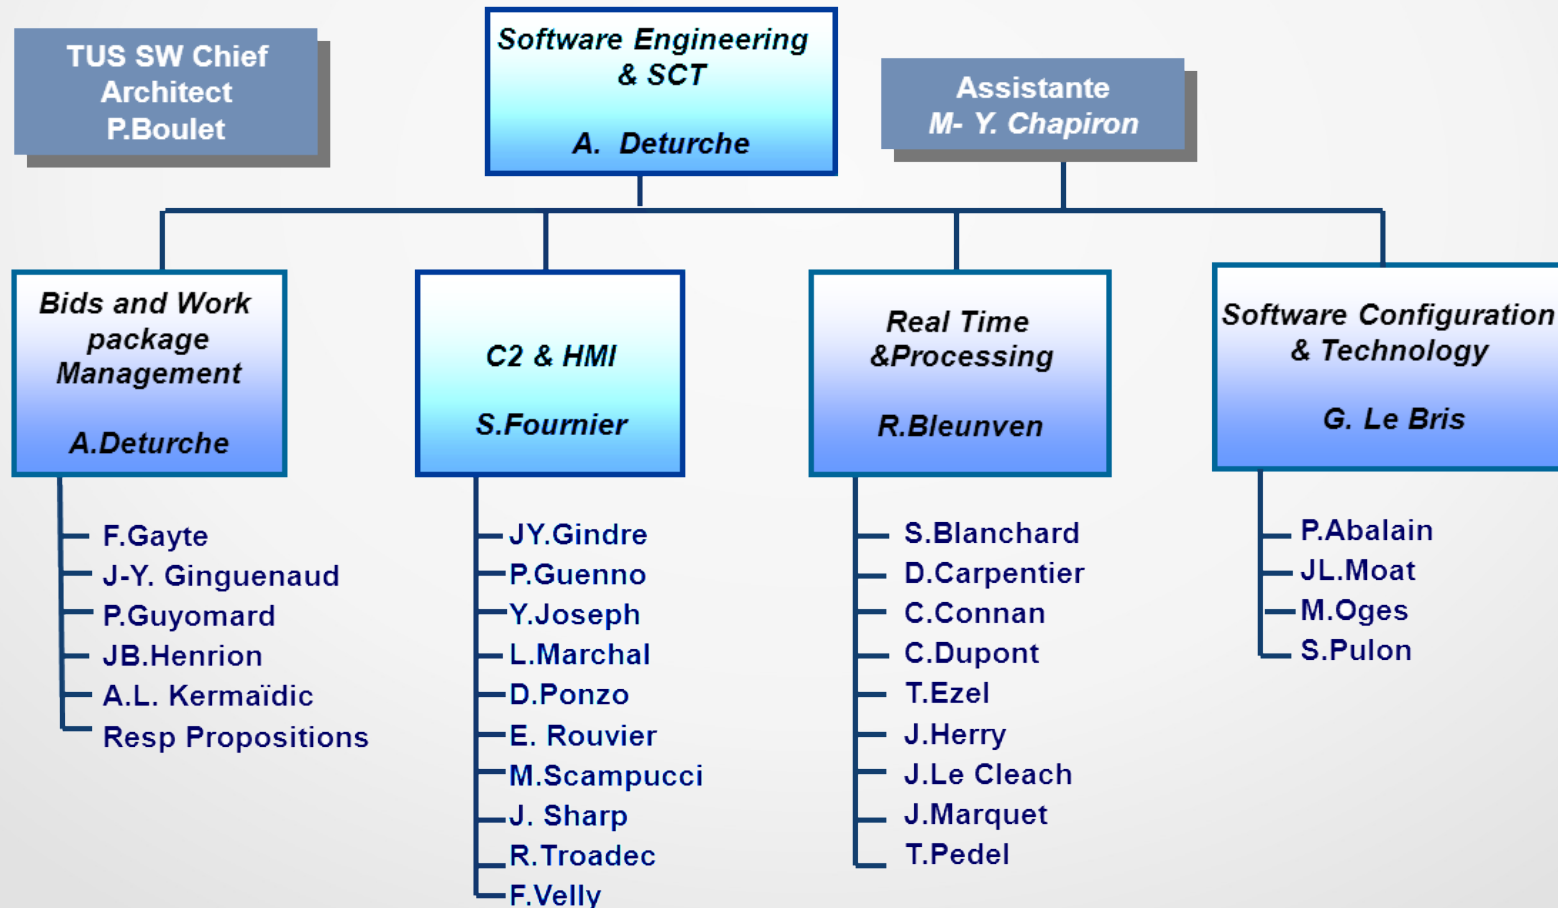 TUS SW Chief
Architect
P.Boulet
Software Engineering
& SCT
A. Deturche
Assistante
M- Y. Chapiron
Bids and Work
package
Management
A.Deturche
F.Gayte
J-Y. Ginguenaud
P.Guyomard
JB.Henrion
A.L. Kermaïdic
Resp Propositions
C2 & HMI
S.Fournier
JY.Gindre
P.Guenno
Y.Joseph
L.Marchal
D.Ponzo
E. Rouvier
M.Scampucci
J. Sharp
R.Troadec
F.Velly
Real Time
&Processing
R.Bleunven
S.Blanchard
D.Carpentier
C.Connan
C.Dupont
T.Ezel
J.Herry
J.Le Cleach
J.Marquet
T.Pedel
Software Configuration
& Technology
G. Le Bris
P.Abalain
JL.Moat
M.Oges
S.Pulon